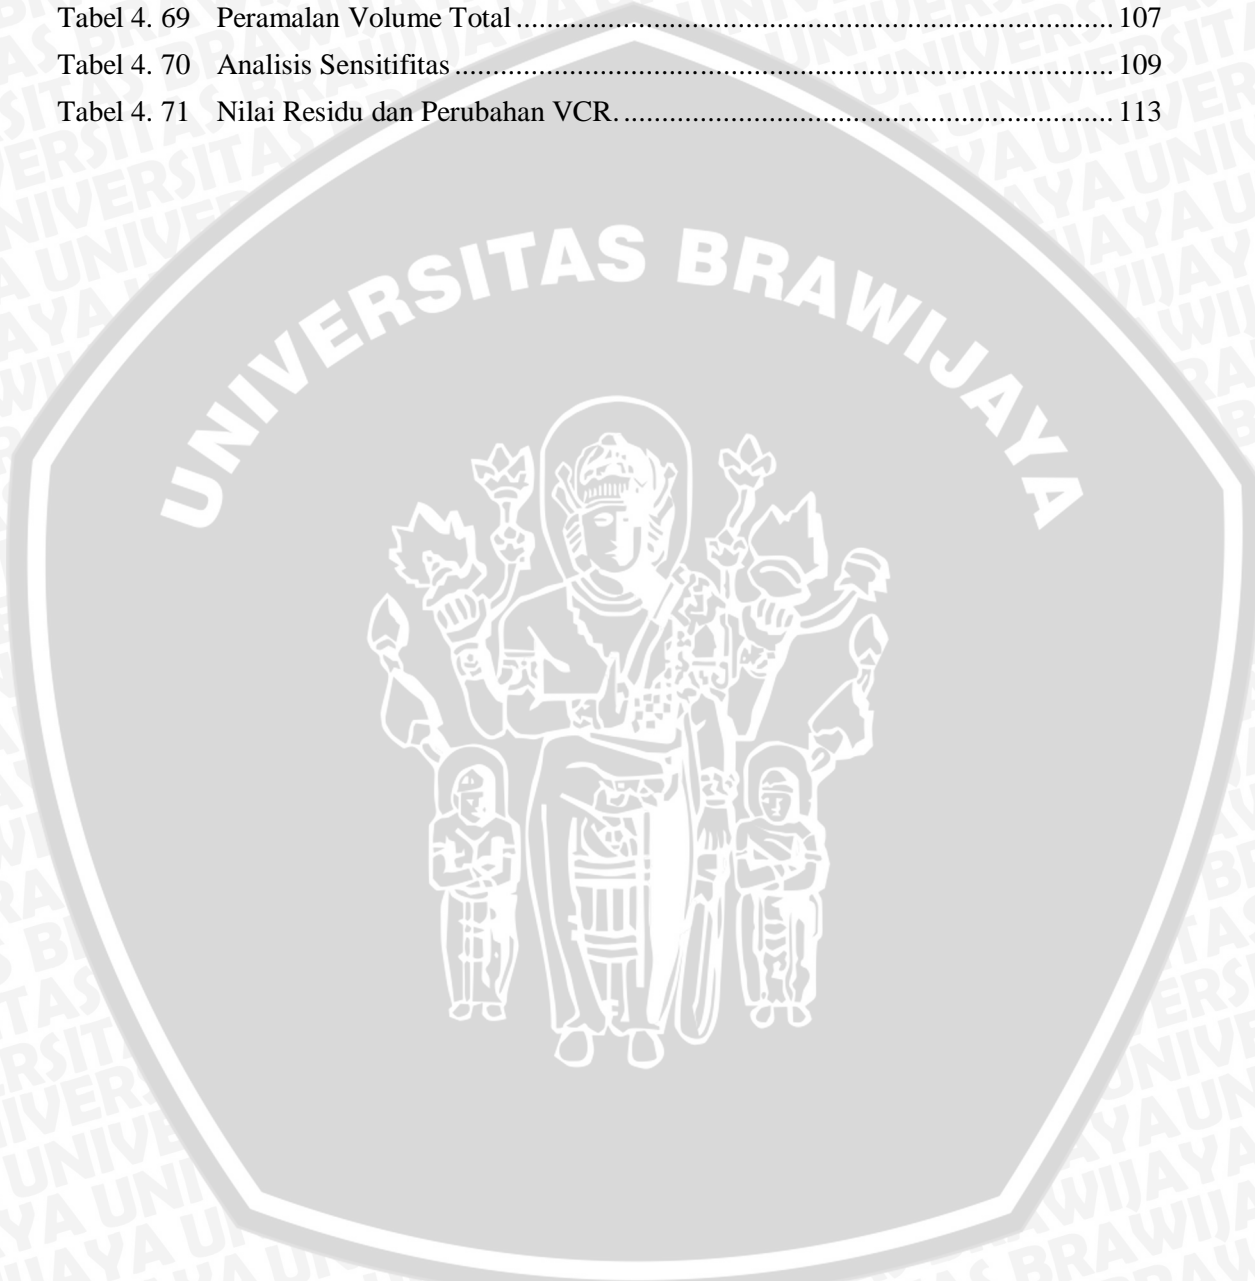 Tabel 4. 69 Peramalan Volume Total ........................................................................ 107
Tabel 4. 70 Analisis Sensitifitas ................................................................................ 109
Tabel 4. 71 Nilai Residu dan Perubahan VCR. ........................................................... 113
UNIVERSITAS BRAWIJAYA